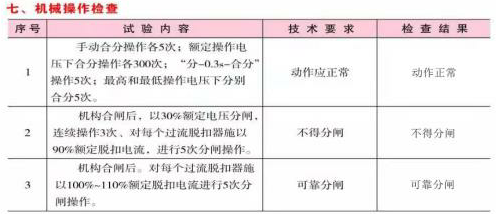 七、机械操作检查
序号 试验内容 技术要求 检查结果
手动合分操作各5次；额定操作电
压下合分操作各300次；“分-0.3s-合分”
1 动作应正常 动作正常
操作5次；最高和最低操作电压下分别
合分5次。
机构合闸后，以30%额定电压分闸，
2 连续操作3次、对每个过流脱扣器施以 不得分闸 不得分闸
90%额定脱扣电流，进行5次分闸操作。
机构合闸后。对每个过流脱扣器施
3 以100%~110%额定脱扣电流进行5次分 可靠分闸 可靠分闸
闸操作。